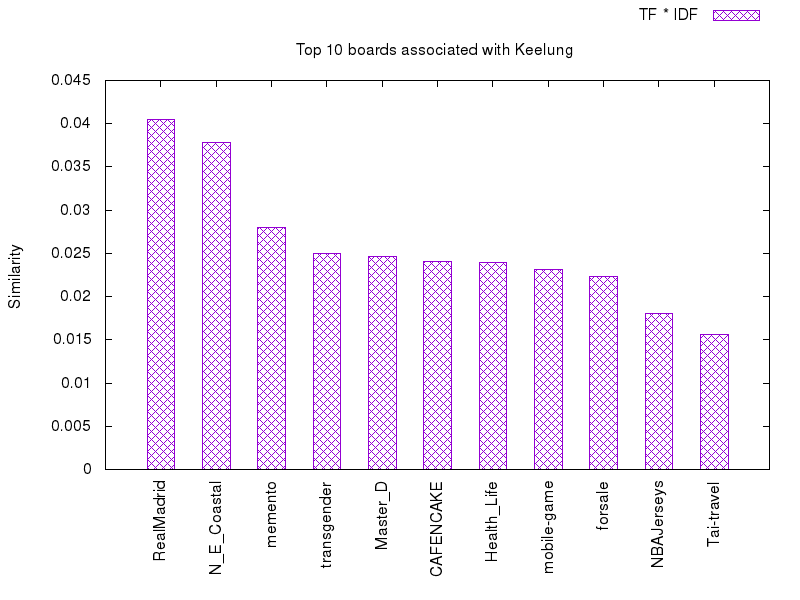 TF * IDF
Top 10 boards associated with Keelung
0.045
0.04
0.035
0.03
0.025
0.02
0.015
0.01
0.005
0
Similarity
RealMadrid
N_E_Coastal
memento
transgender
Master_D
CAFENCAKE
Health_Life
mobile-game
forsale
NBAJerseys
Tai-travel